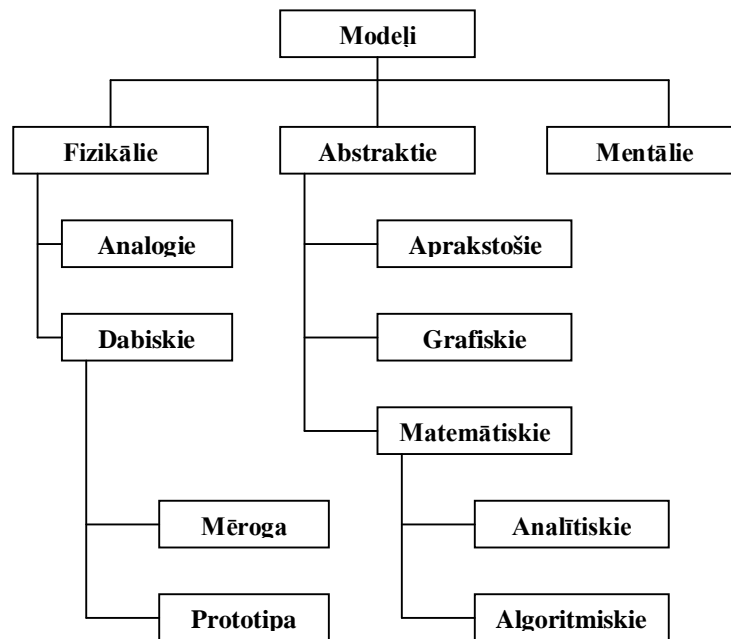 Modeļi
Fizikālie
Abstraktie
Mentālie
Analogie
Aprakstošie
Dabiskie
Grafiskie
Matemātiskie
Mēroga
Analītiskie
Prototipa
Algoritmiskie